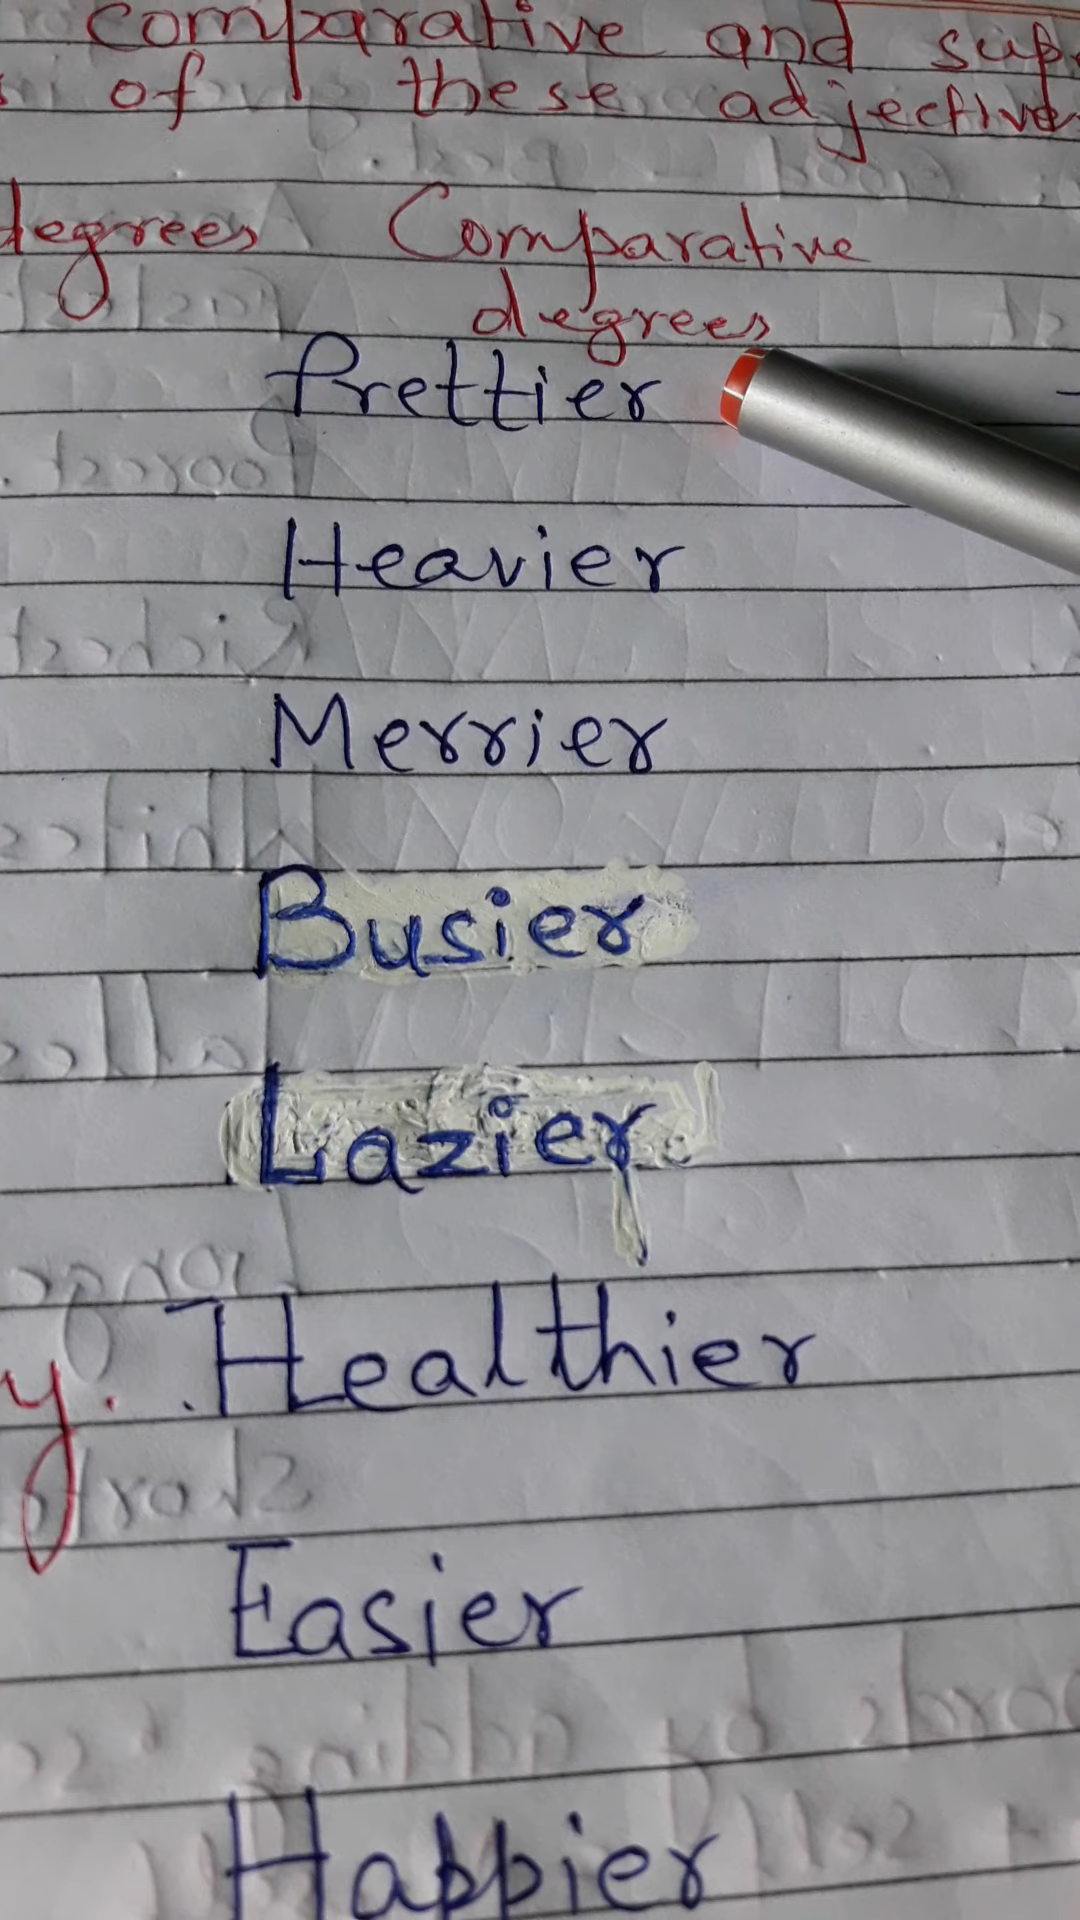 comparative and sup
of these adjective
degrees Comparative
degrees
Prettier
Heavier
Merrier
Busier
Lazier
y. Healthier
Easier
Happier